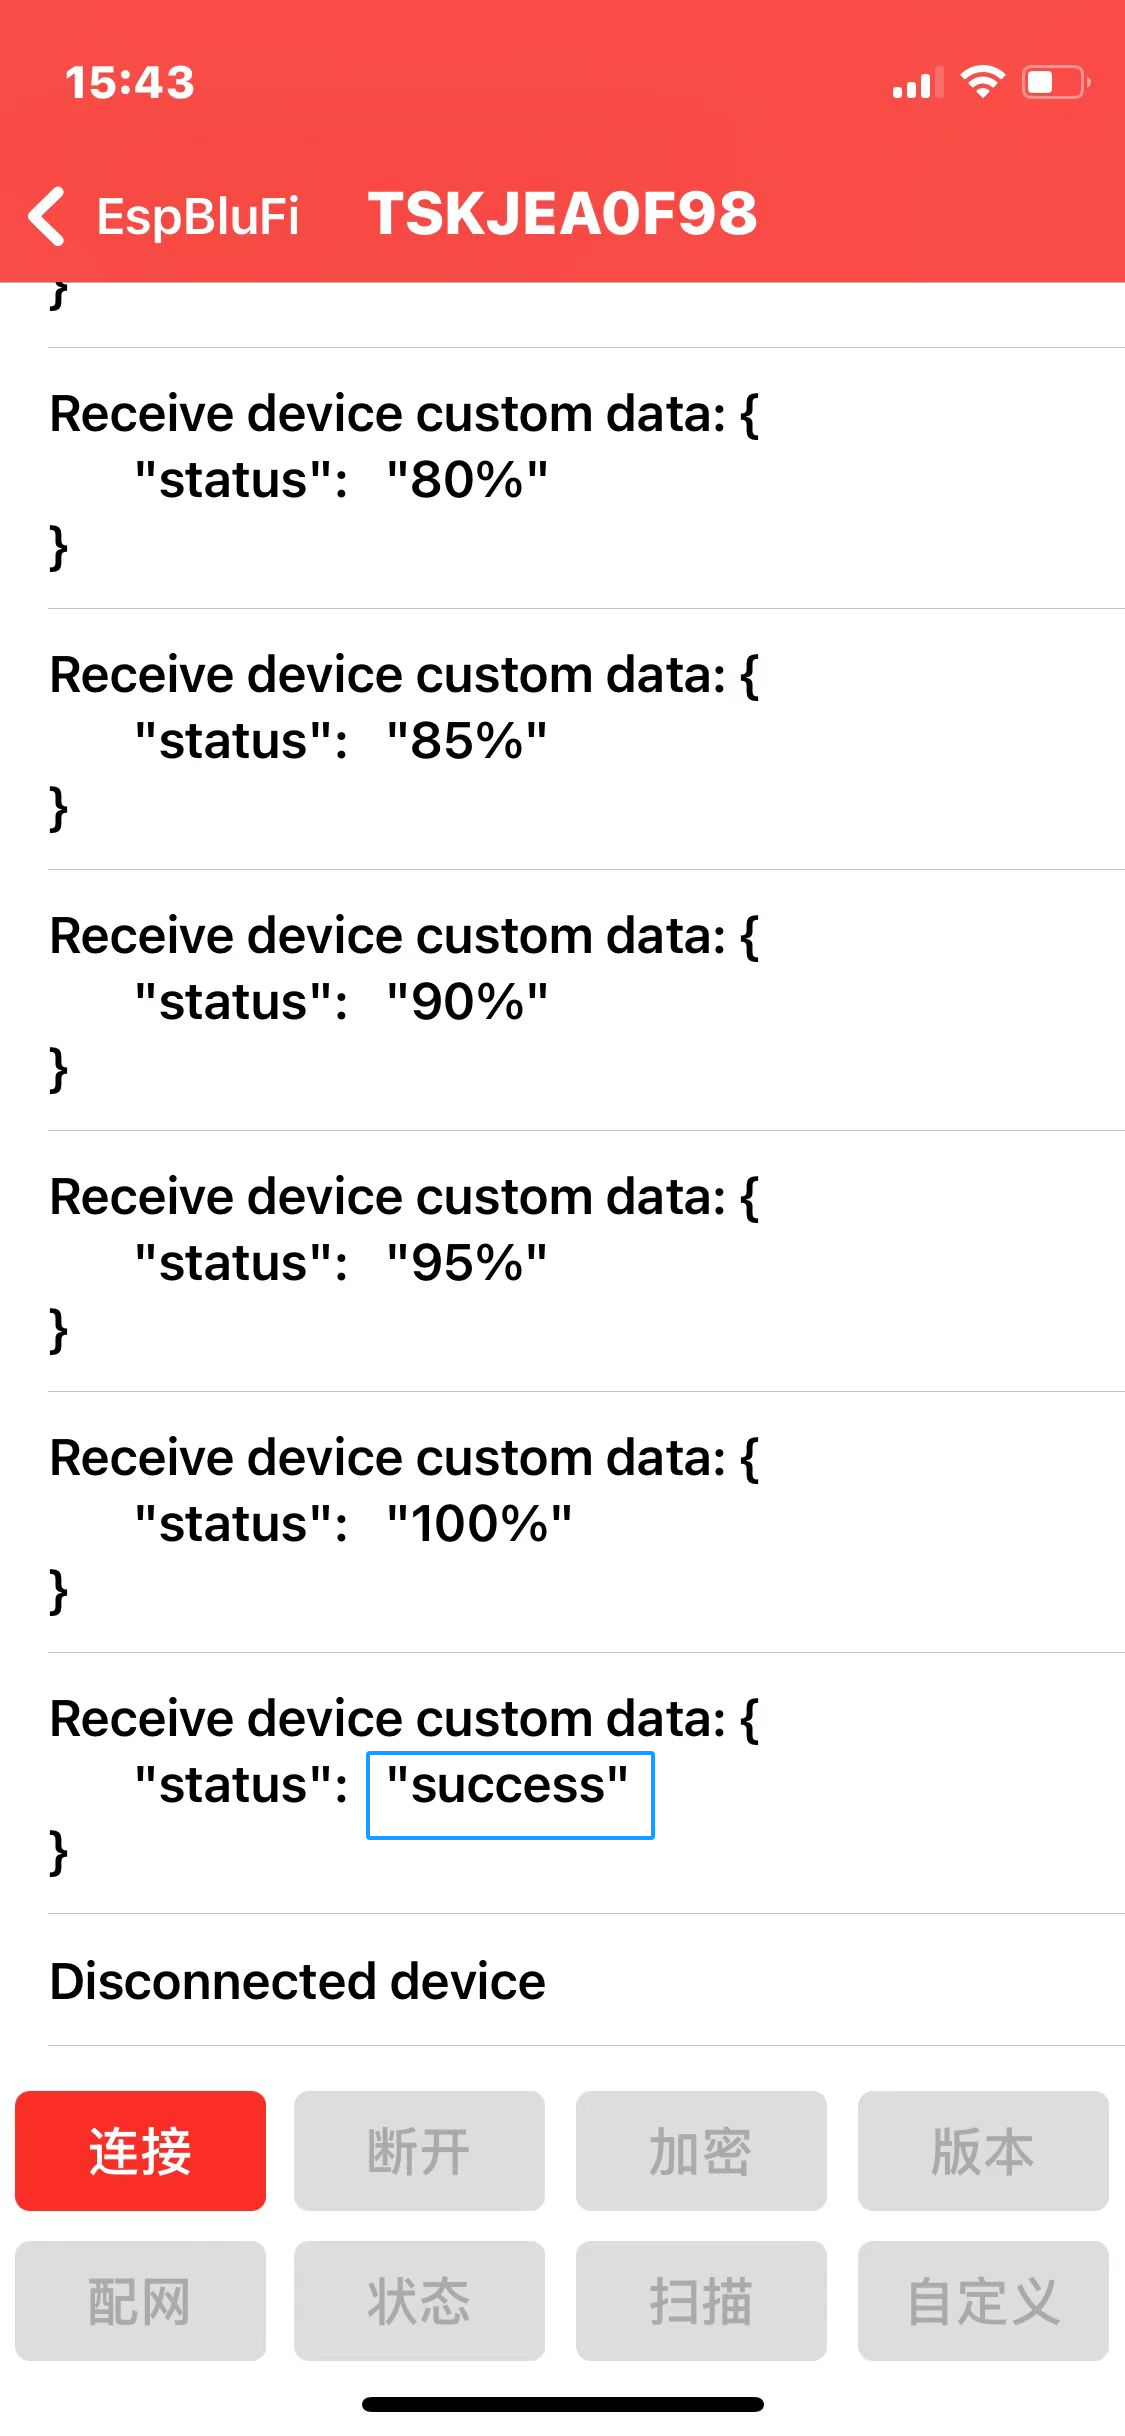 15:43
EspBluFi TSKJEA0F98
}
Receive device custom data: {
"status": "80%"
}
Receive device custom data: {
"status": "85%"
}
Receive device custom data: {
"status": "90%"
}
Receive device custom data: {
"status": "95%"
}
Receive device custom data: {
"status": "100%"
}
Receive device custom data: {
"status": "success"
}
Disconnected device
连接 断开 加密 版本
配网 状态 扫描 自定义